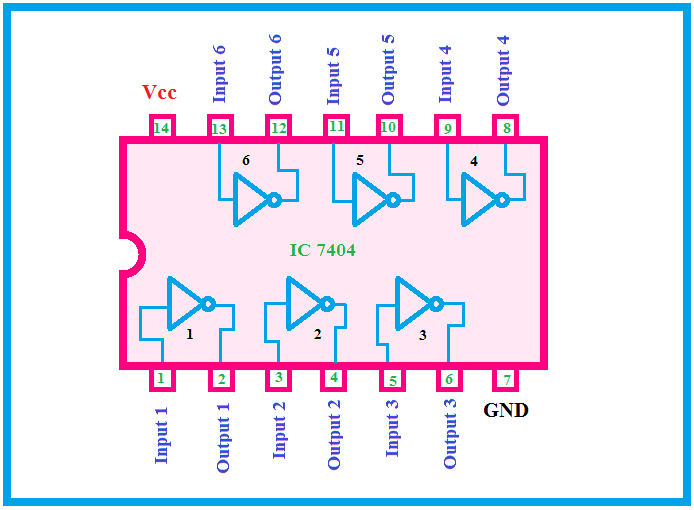 Input 6
Output 6
Input 5
Output 5
Input 4
Output 4
Vcc
14
13
12
11
10
9
8
6
5
4
IC 7404
1
2
3
1
2
3
4
5
6
7
Input 1
Output 1
Input 2
Output 2
Input 3
Output 3
GND